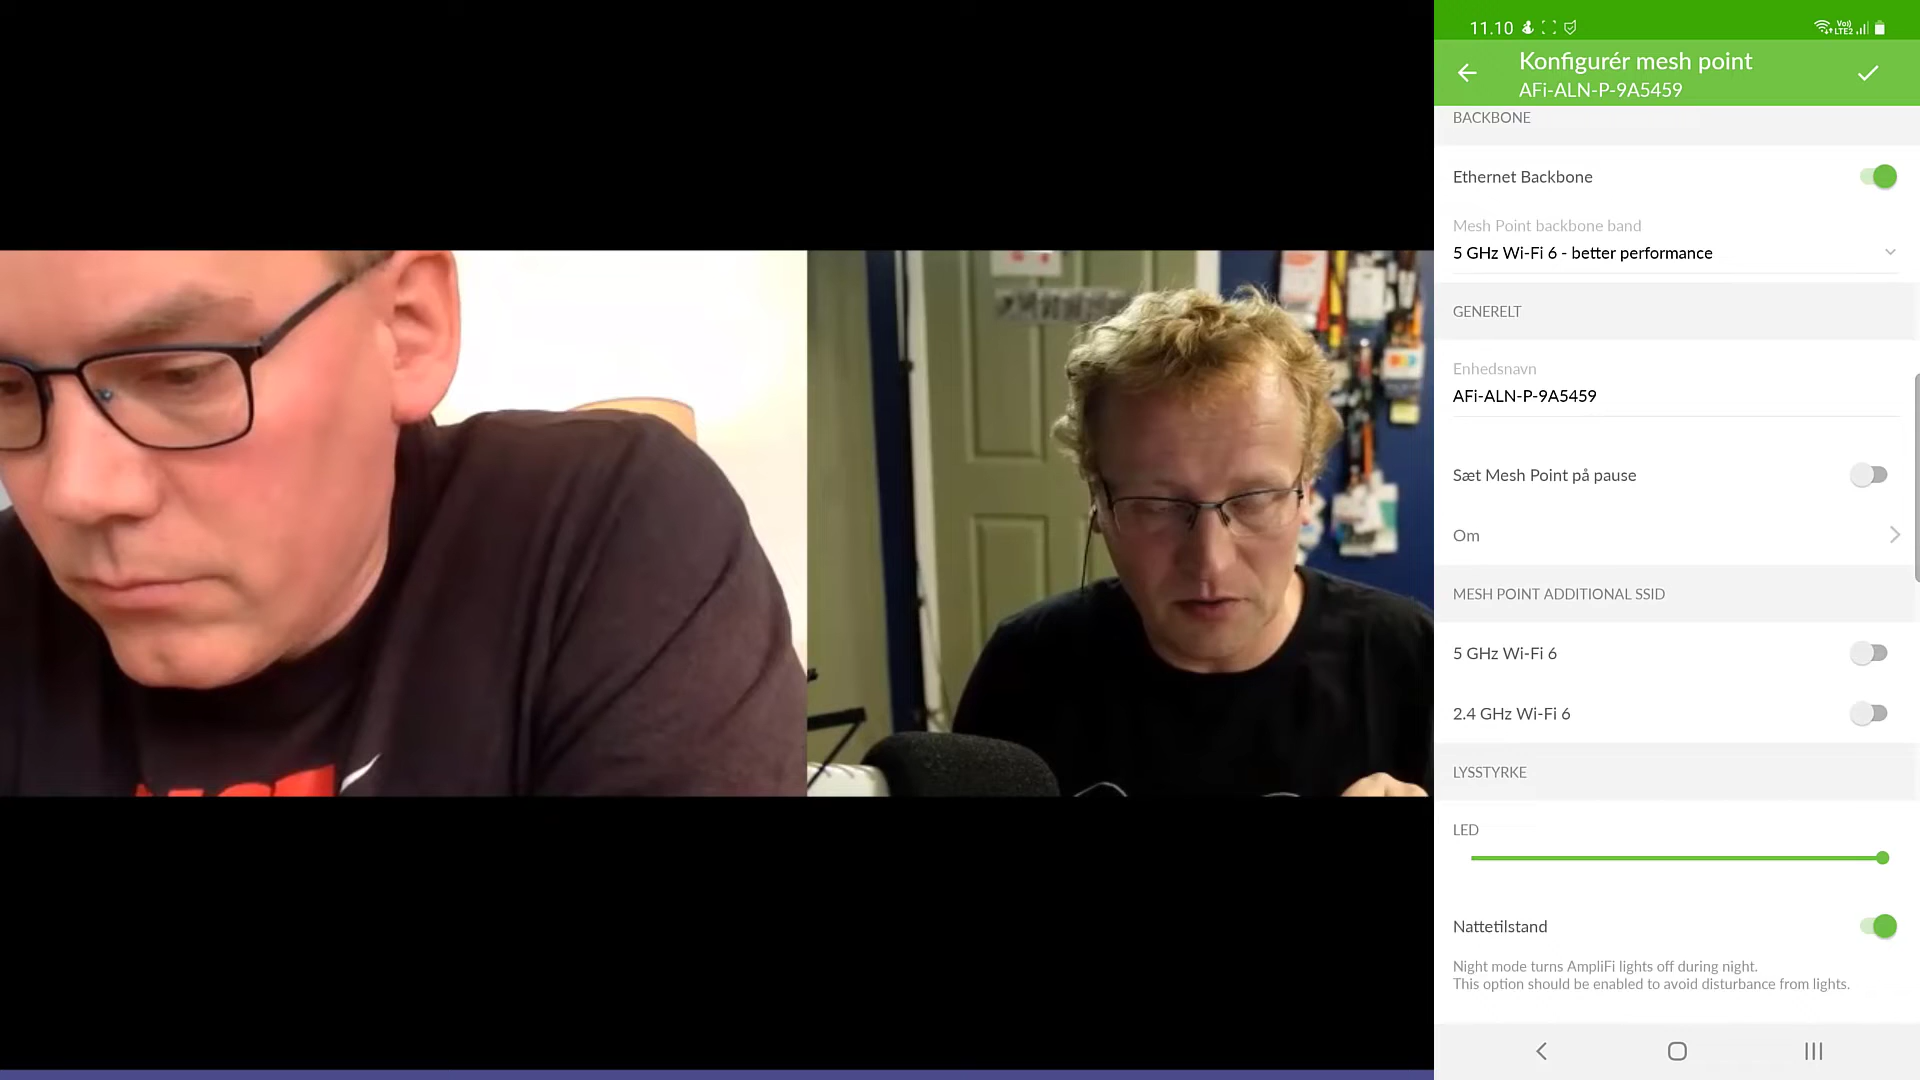 11.10
Vo))
LTE2
Konfigurér mesh point
AFi-ALN-P-9A5459
BACKBONE
Ethernet Backbone
Mesh Point backbone band
5 GHz Wi-Fi 6 - better performance
GENERELT
Enhedsnavn
AFi-ALN-P-9A5459
Sæt Mesh Point på pause
Om
MESH POINT ADDITIONAL SSID
5 GHz Wi-Fi 6
2.4 GHz Wi-Fi 6
LYSSTYRKE
LED
Nattetilstand
Night mode turns AmpliFi lights off during night.
This option should be enabled to avoid disturbance from lights.